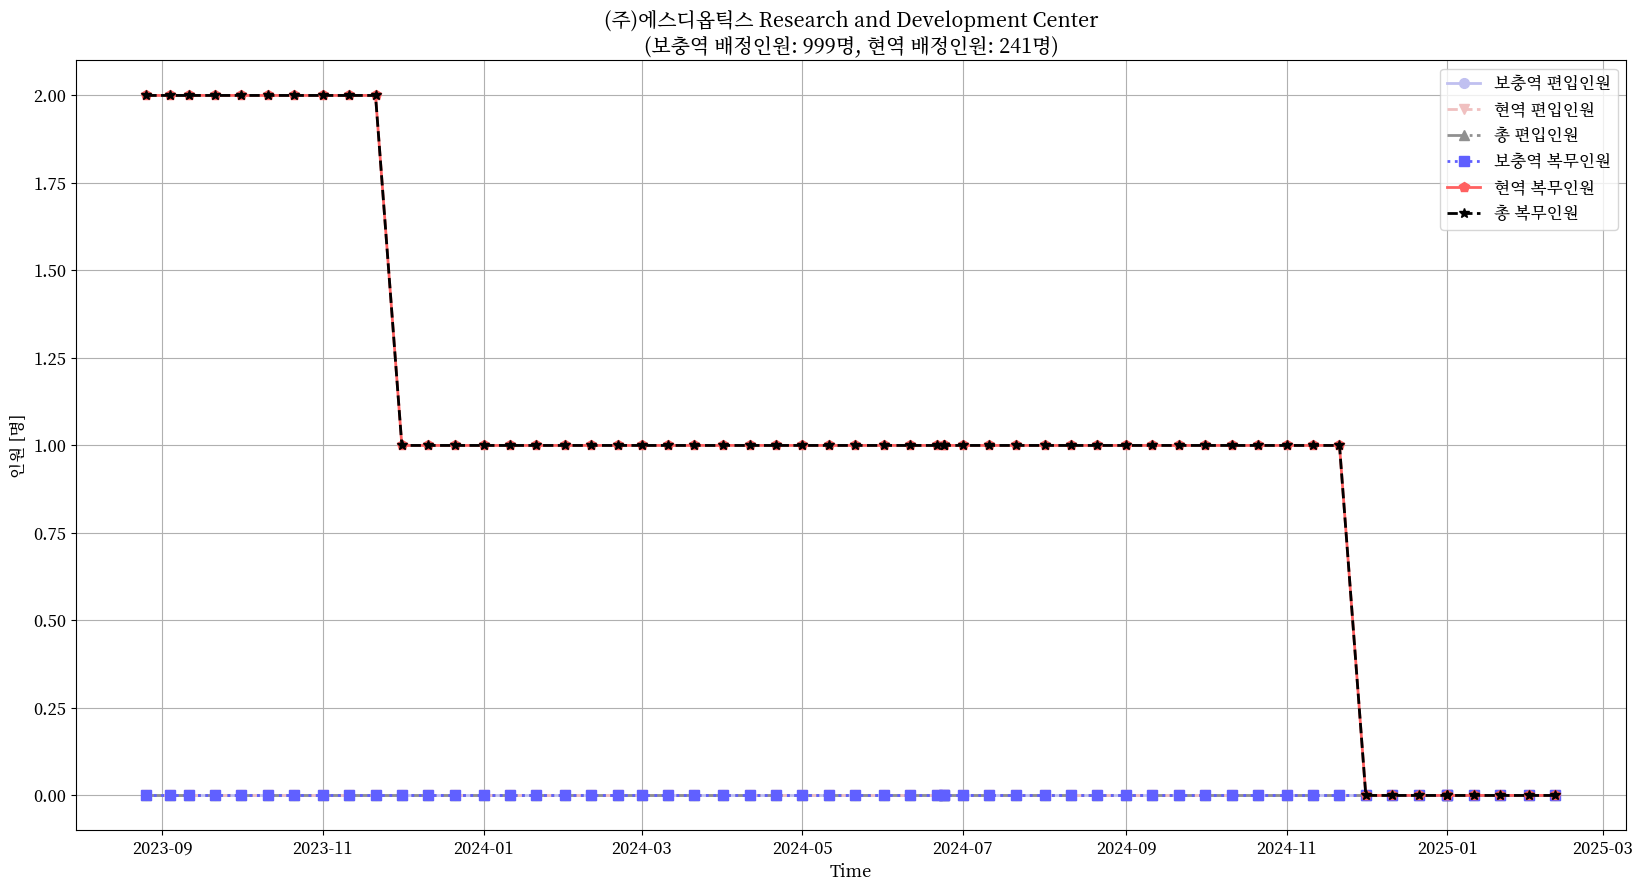 (주)에스디옵틱스 Research and Development Center
(보충역 배정인원: 999명, 현역 배정인원: 241명)
보충역 편입인원
현역 편입인원
총 편입인원
보충역 복무인원
현역 복무인원
총 복무인원
인원 [명]
2.00
1.75
1.50
1.25
1.00
0.75
0.50
0.25
0.00
2023-09 2023-11 2024-01 2024-03 2024-05 2024-07 2024-09 2024-11 2025-01 2025-03
Time